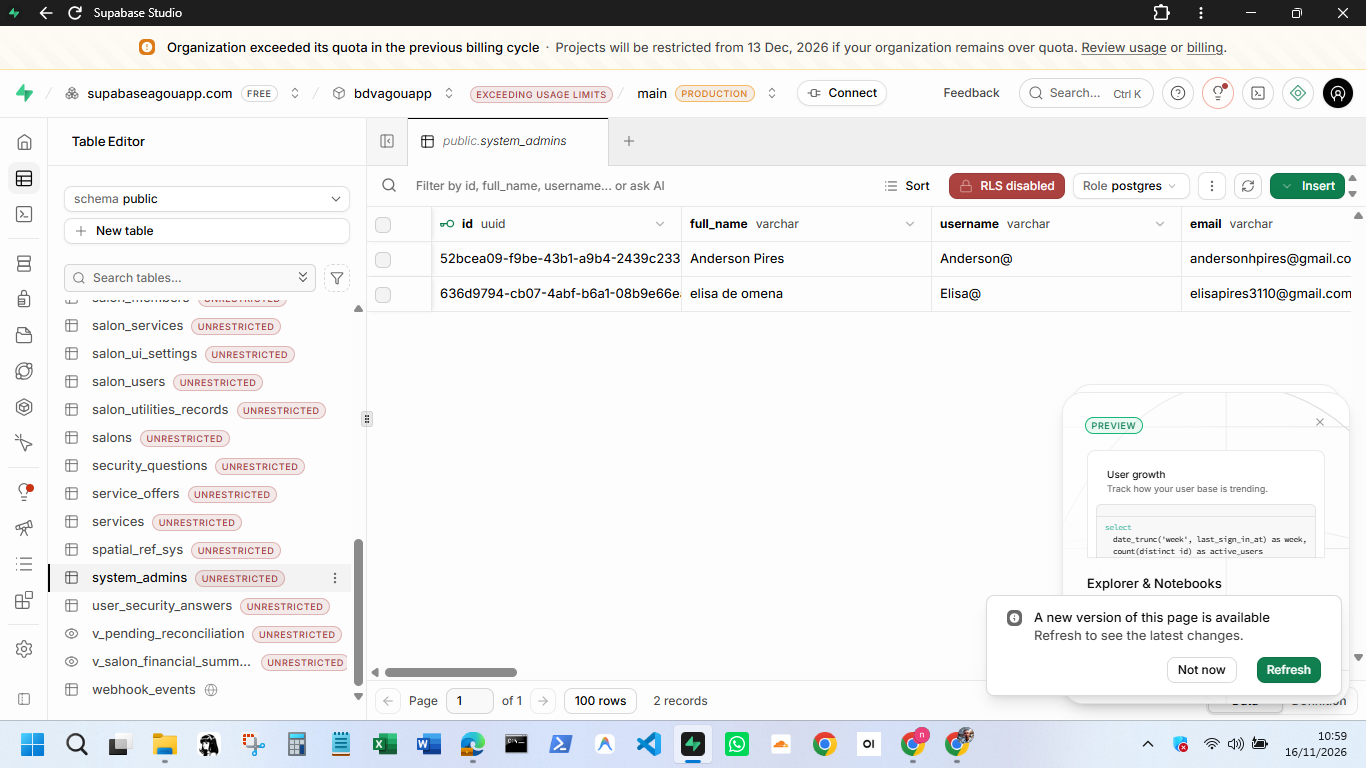 Supabase Studio
Organization exceeded its quota in the previous billing cycle · Projects will be restricted from 13 Dec, 2026 if your organization remains over quota. Review usage or billing.
supabaseagouapp.com FREE / bdvagouapp EXCEEDING USAGE LIMITS / main PRODUCTION Connect Feedback Search... Ctrl K
Table Editor
public.system_admins
schema public
Filter by id, full_name, username... or ask AI
Sort
RLS disabled
Role postgres
Insert
New table
Search tables...
id uuid full_name varchar username varchar email varchar
52bcea09-f9be-43b1-a9b4-2439c233 Anderson Pires Anderson@ andersonhpires@gmail.co
636d9794-cb07-4abf-b6a1-08b9e66e elisa de omena Elisa@ elisapires3110@gmail.com
salon_members UNRESTRICTED
salon_services UNRESTRICTED
salon_ui_settings UNRESTRICTED
salon_users UNRESTRICTED
salon_utilities_records UNRESTRICTED
salons UNRESTRICTED
security_questions UNRESTRICTED
service_offers UNRESTRICTED
services UNRESTRICTED
spatial_ref_sys UNRESTRICTED
system_admins UNRESTRICTED
user_security_answers UNRESTRICTED
v_pending_reconciliation UNRESTRICTED
v_salon_financial_summ... UNRESTRICTED
webhook_events
PREVIEW
User growth
Track how your user base is trending.
select
date_trunc('week', last_sign_in_at) as week,
count(distinct id) as active_users
Explorer & Notebooks
A new version of this page is available
Refresh to see the latest changes.
Not now
Refresh
Page 1 of 1 100 rows 2 records
Data Definition
10:59
16/11/2026